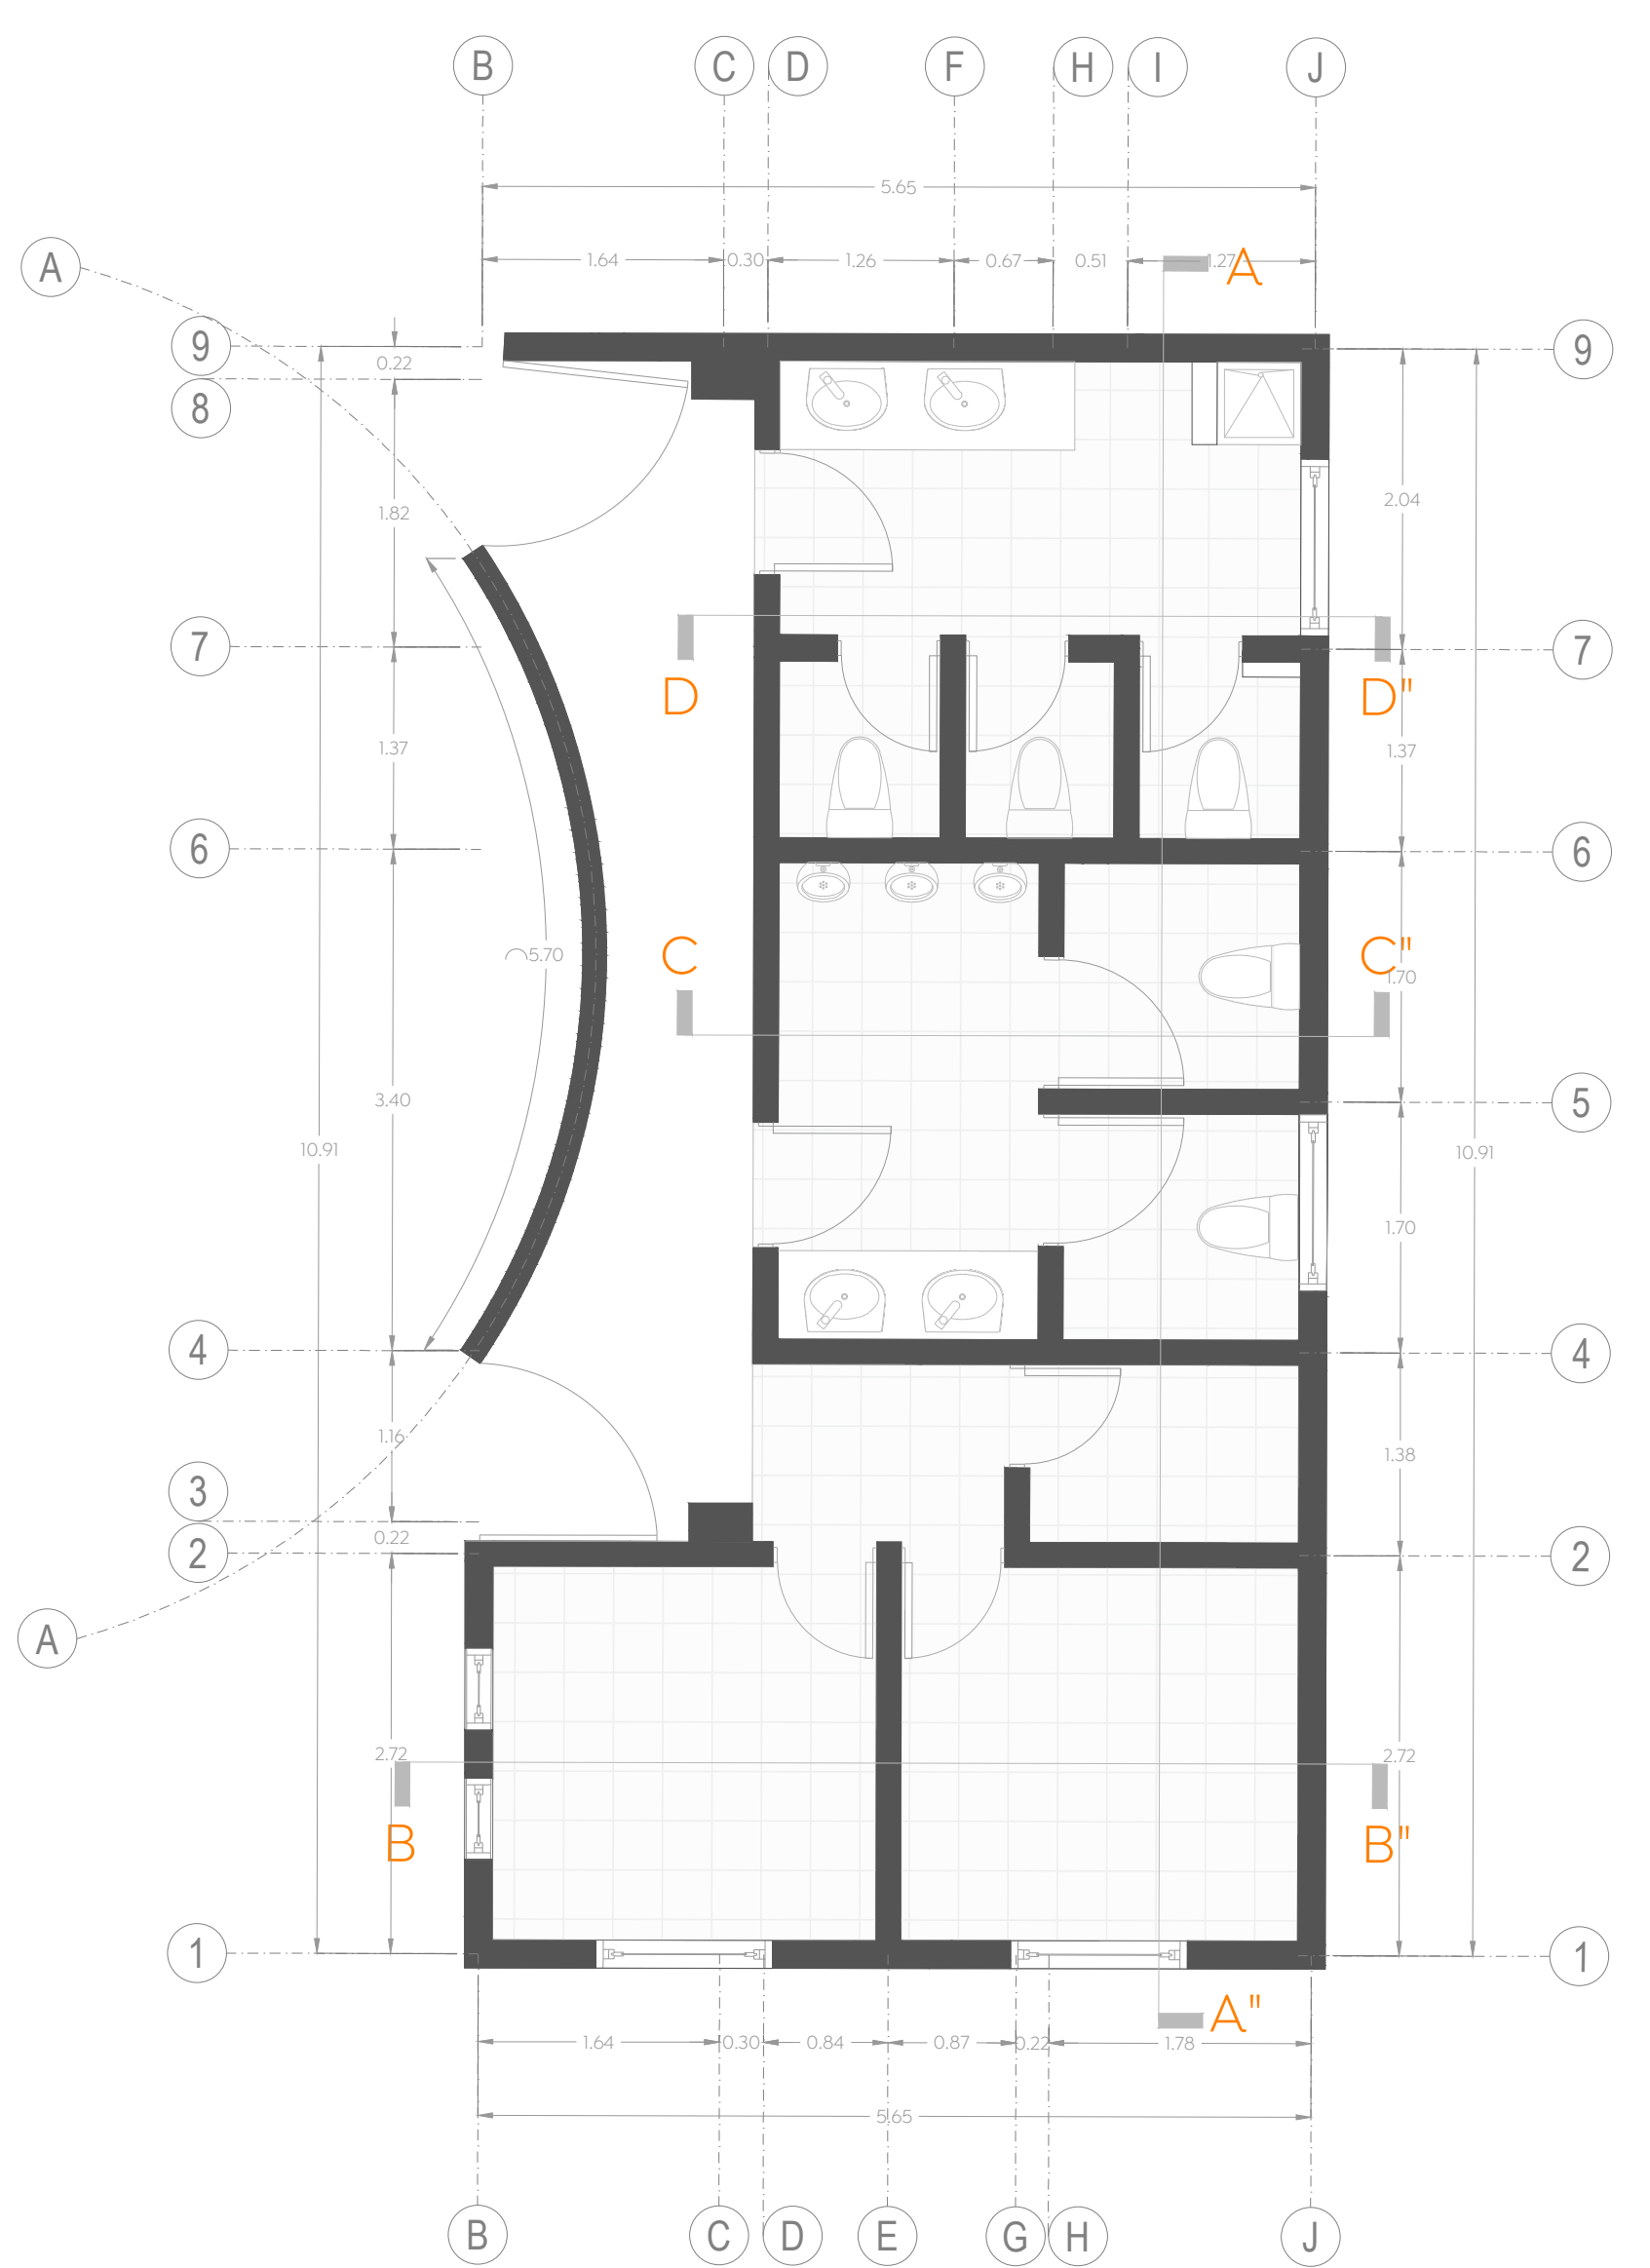 B C D F H I J
5.65
A
1.64 0.30 1.26 0.67 0.51 1.27 A
9 0.22 9
8
1.82 2.04
7 7
D D"
1.37 1.37
6 6
C C"
5.70 1.70
3.40 5
10.91 10.91
1.70
4 4
1.16 1.38
3
0.22
2 2
A
2.72 2.72
B B"
1 1
A"
1.64 0.30 0.84 0.87 0.22 1.78
5.65
B C D E G H J